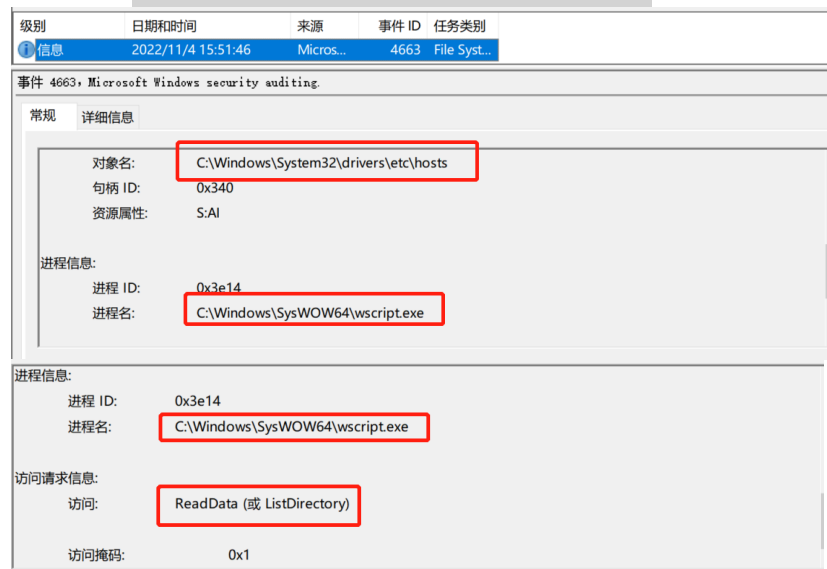 级别 日期和时间 来源 事件 ID 任务类别
信息 2022/11/4 15:51:46 Micros... 4663 File Syst...
事件 4663，Microsoft Windows security auditing.
常规 详细信息
对象名: C:\Windows\System32\drivers\etc\hosts
句柄 ID: 0x340
资源属性: S:AI
进程信息:
进程 ID: 0x3e14
进程名: C:\Windows\SysWOW64\wscript.exe
进程信息:
进程 ID: 0x3e14
进程名: C:\Windows\SysWOW64\wscript.exe
访问请求信息:
访问: ReadData (或 ListDirectory)
访问掩码: 0x1